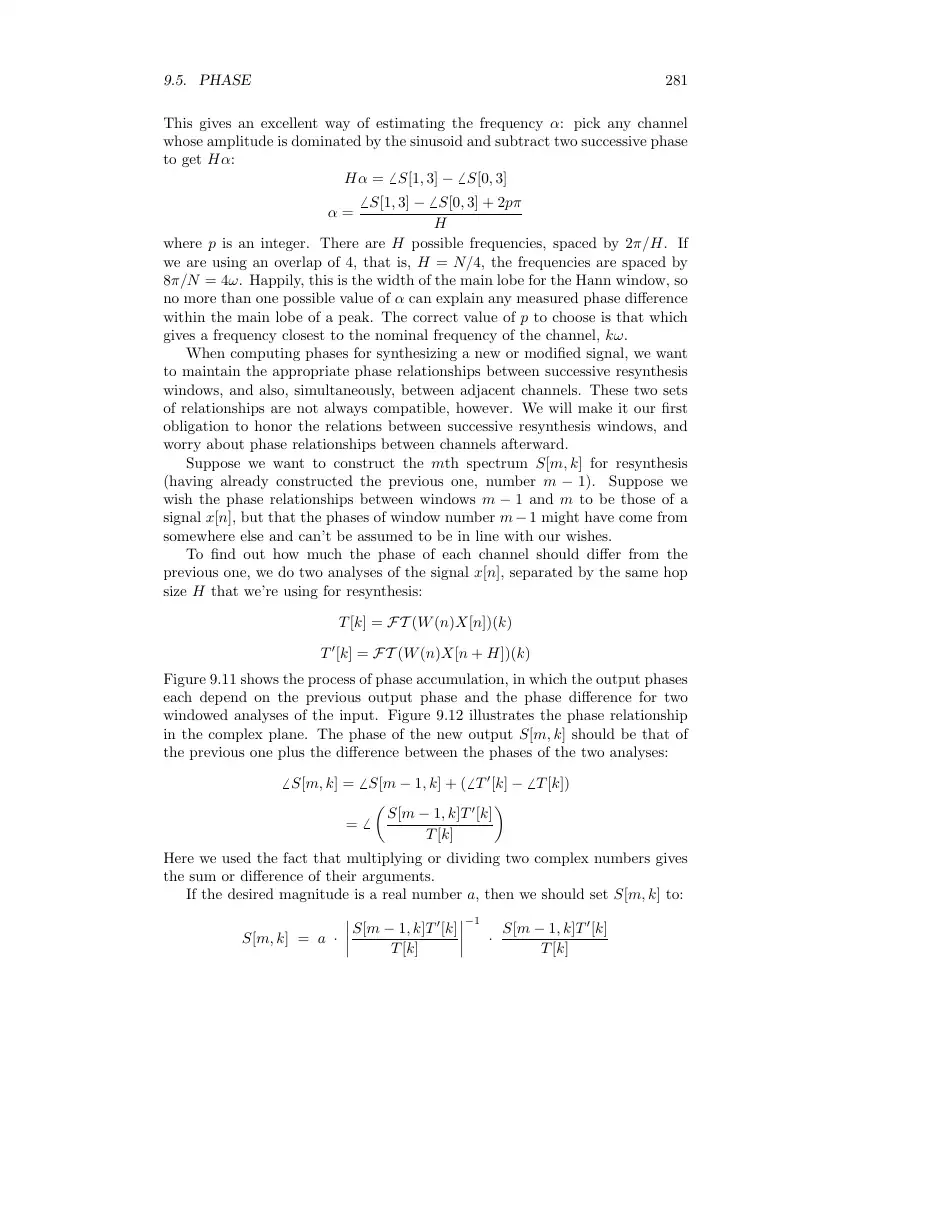 9.5. PHASE 281
This gives an excellent way of estimating the frequency α: pick any channel
whose amplitude is dominated by the sinusoid and subtract two successive phase
to get Hα:
Hα = ∠S[1, 3] − ∠S[0, 3]
α = (∠S[1, 3] − ∠S[0, 3] + 2pπ) / H
where p is an integer. There are H possible frequencies, spaced by 2π/H. If
we are using an overlap of 4, that is, H = N/4, the frequencies are spaced by
8π/N = 4ω. Happily, this is the width of the main lobe for the Hann window, so
no more than one possible value of α can explain any measured phase difference
within the main lobe of a peak. The correct value of p to choose is that which
gives a frequency closest to the nominal frequency of the channel, kω.
When computing phases for synthesizing a new or modified signal, we want
to maintain the appropriate phase relationships between successive resynthesis
windows, and also, simultaneously, between adjacent channels. These two sets
of relationships are not always compatible, however. We will make it our first
obligation to honor the relations between successive resynthesis windows, and
worry about phase relationships between channels afterward.
Suppose we want to construct the mth spectrum S[m, k] for resynthesis
(having already constructed the previous one, number m − 1). Suppose we
wish the phase relationships between windows m − 1 and m to be those of a
signal x[n], but that the phases of window number m − 1 might have come from
somewhere else and can't be assumed to be in line with our wishes.
To find out how much the phase of each channel should differ from the
previous one, we do two analyses of the signal x[n], separated by the same hop
size H that we're using for resynthesis:
T[k] = FT(W(n)X[n])(k)
T′[k] = FT(W(n)X[n + H])(k)
Figure 9.11 shows the process of phase accumulation, in which the output phases
each depend on the previous output phase and the phase difference for two
windowed analyses of the input. Figure 9.12 illustrates the phase relationship
in the complex plane. The phase of the new output S[m, k] should be that of
the previous one plus the difference between the phases of the two analyses:
∠S[m, k] = ∠S[m − 1, k] + (∠T′[k] − ∠T[k])
= ∠ (S[m − 1, k]T′[k] / T[k])
Here we used the fact that multiplying or dividing two complex numbers gives
the sum or difference of their arguments.
If the desired magnitude is a real number a, then we should set S[m, k] to:
S[m, k] = a · |S[m − 1, k]T′[k] / T[k]|⁻¹ · S[m − 1, k]T′[k] / T[k]